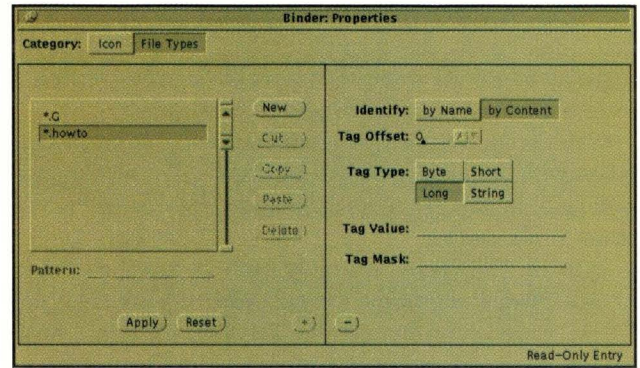 Binder: Properties
Category: Icon File Types
*.G
*.howto
New
Cut
Copy
Paste
Delete
Pattern:
Apply Reset +
Identify: by Name by Content
Tag Offset: 0
Tag Type: Byte Short
Long String
Tag Value:
Tag Mask:
−
Read-Only Entry